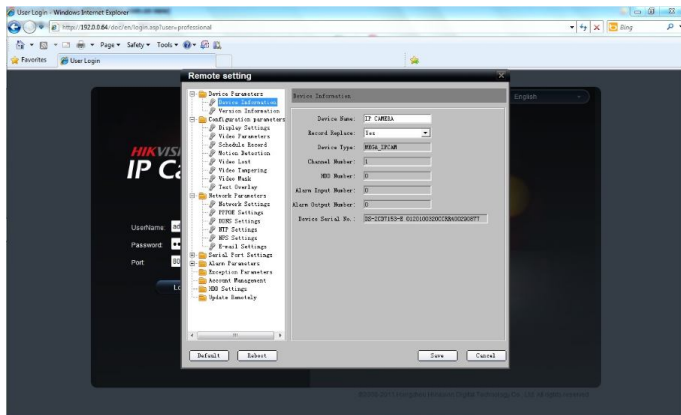 User Login - Windows Internet Explorer
http://192.0.0.64/doc/en/login.asp?user=professional
Bing
Page
Safety
Tools
Favorites
User Login
Remote setting
English
HIKVIS
IP Ca
UserName:
ad
Password:
Port:
Device Parameters
Device Information
Version Information
Configuration parameters
Display Settings
Video Parameters
Schedule Record
Motion Detection
Video Lost
Video Tampering
Video Mask
Text Overlay
Network Parameters
Network Settings
PPPOE Settings
DDNS Settings
NTP Settings
NFS Settings
E-mail Settings
Serial Port Settings
Alarm Parameters
Exception Parameters
Account Management
HDD Settings
Update Remotely
Device Information
Device Name: IP CAMERA
Record Replace: Yes
Device Type: MEGA_IPCAM
Channel Number: 1
HDD Number: 0
Alarm Input Number: 0
Alarm Output Number: 0
Device Serial No.:
Default
Reboot
Save
Cancel